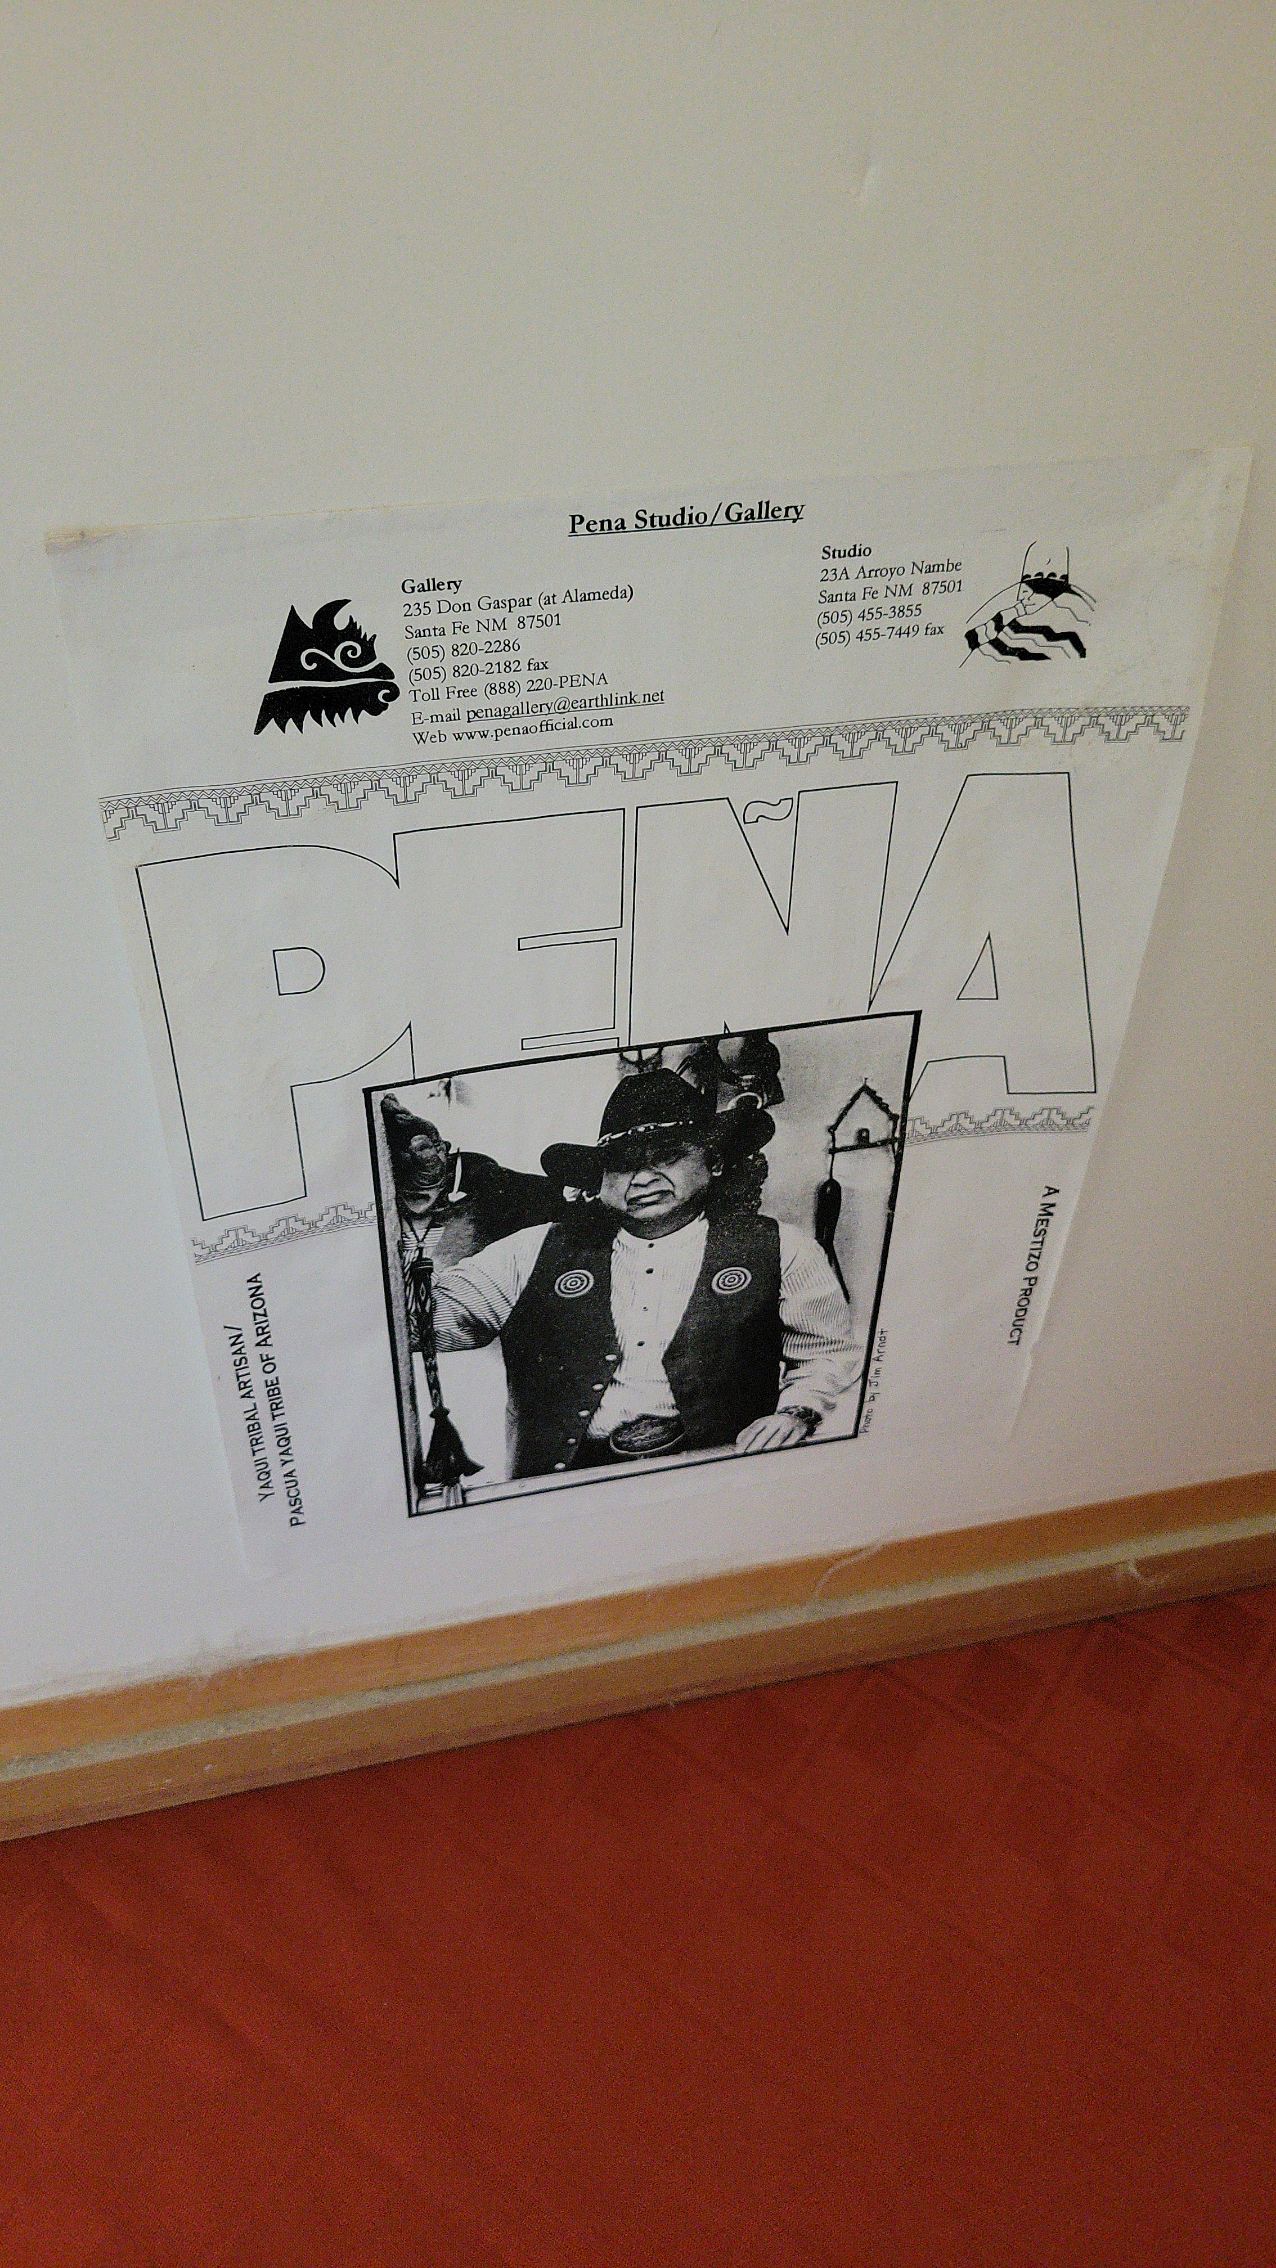 Pena Studio/Gallery
Gallery
235 Don Gaspar (at Alameda)
Santa Fe NM 87501
(505) 820-2286
(505) 820-2182 fax
Toll Free (888) 220-PENA
E-mail penagallery@earthlink.net
Web www.penaofficial.com
Studio
23A Arroyo Nambe
Santa Fe NM 87501
(505) 455-3855
(505) 455-7449 fax
PEÑA
YAQUI TRIBAL ARTISAN/
PASCUA YAQUI TRIBE OF ARIZONA
Photo by Jim Arndt
A MESTIZO PRODUCT